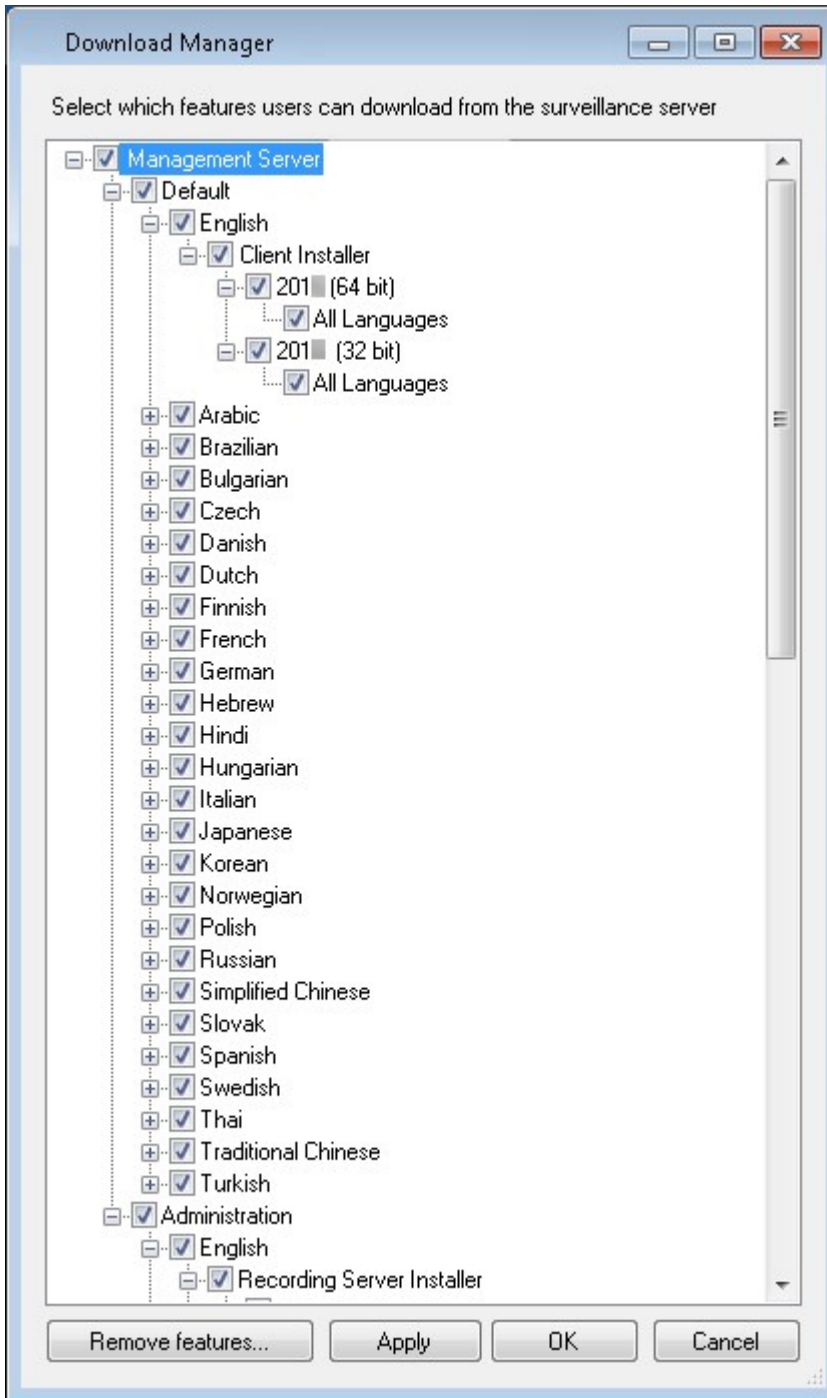 Download Manager
Select which features users can download from the surveillance server
Management Server
Default
English
Client Installer
201 (64 bit)
All Languages
201 (32 bit)
All Languages
Arabic
Brazilian
Bulgarian
Czech
Danish
Dutch
Finnish
French
German
Hebrew
Hindi
Hungarian
Italian
Japanese
Korean
Norwegian
Polish
Russian
Simplified Chinese
Slovak
Spanish
Swedish
Thai
Traditional Chinese
Turkish
Administration
English
Recording Server Installer
Remove features... Apply OK Cancel